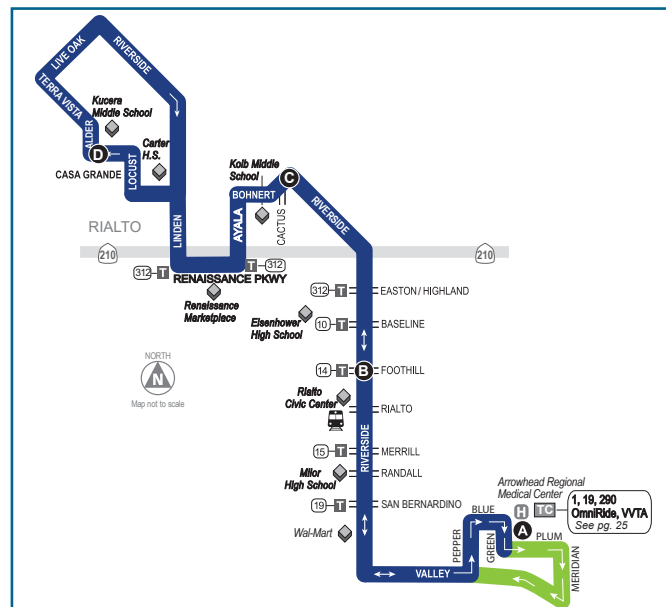 LIVE OAK
RIVERSIDE
TERRA VISTA
Kucera
Middle School
ALDER
D
CASA GRANDE
LOCUST
Carter
H.S.
Kolb Middle
School
BOHNERT
C
CACTUS
RIVERSIDE
RIALTO
LINDEN
AYALA
210
210
312 T
T 312
RENAISSANCE PKWY
Renaissance
Marketplace
312 T EASTON/ HIGHLAND
Eisenhower
High School
10 T BASELINE
NORTH
N
Map not to scale
14 T B FOOTHILL
Rialto
Civic Center
RIALTO
RIVERSIDE
15 T MERRILL
Milor
High School
RANDALL
19 T SAN BERNARDINO
Wal-Mart
Arrowhead Regional
Medical Center
H TC
1, 19, 290
OmniRide, VVTA
See pg. 25
BLUE
A
PEPPER
GREEN
PLUM
MERIDIAN
VALLEY